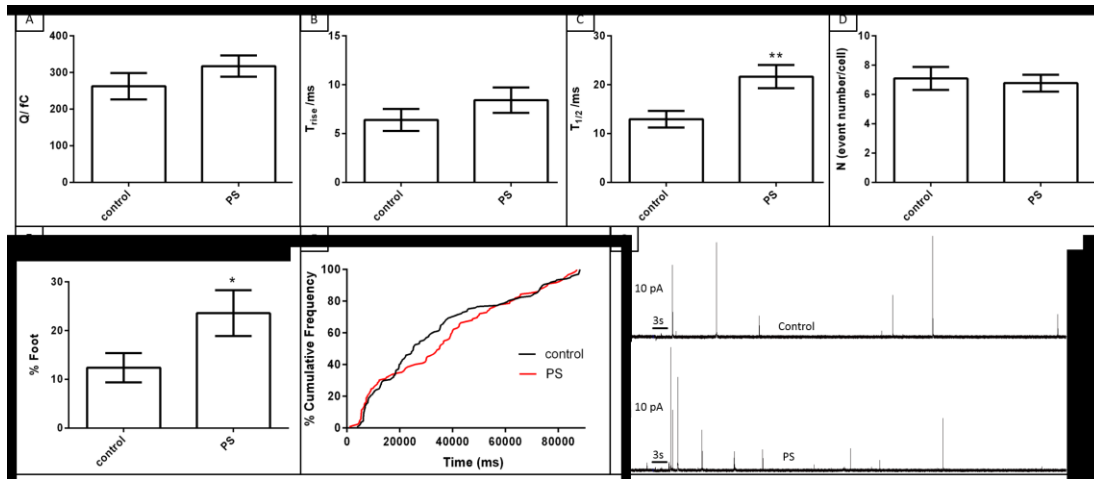 A
Q/ fC
400
300
200
100
0
control
PS
B
Trise /ms
15
10
5
0
control
PS
C
T1/2 /ms
30
20
10
0
**
control
PS
D
N (event number/cell)
10
8
6
4
2
0
control
PS
% Foot
30
20
10
0
*
control
PS
% Cumulative Frequency
100
80
60
40
20
0
0
20000
40000
60000
80000
Time (ms)
control
PS
10 pA
3s
Control
10 pA
3s
PS